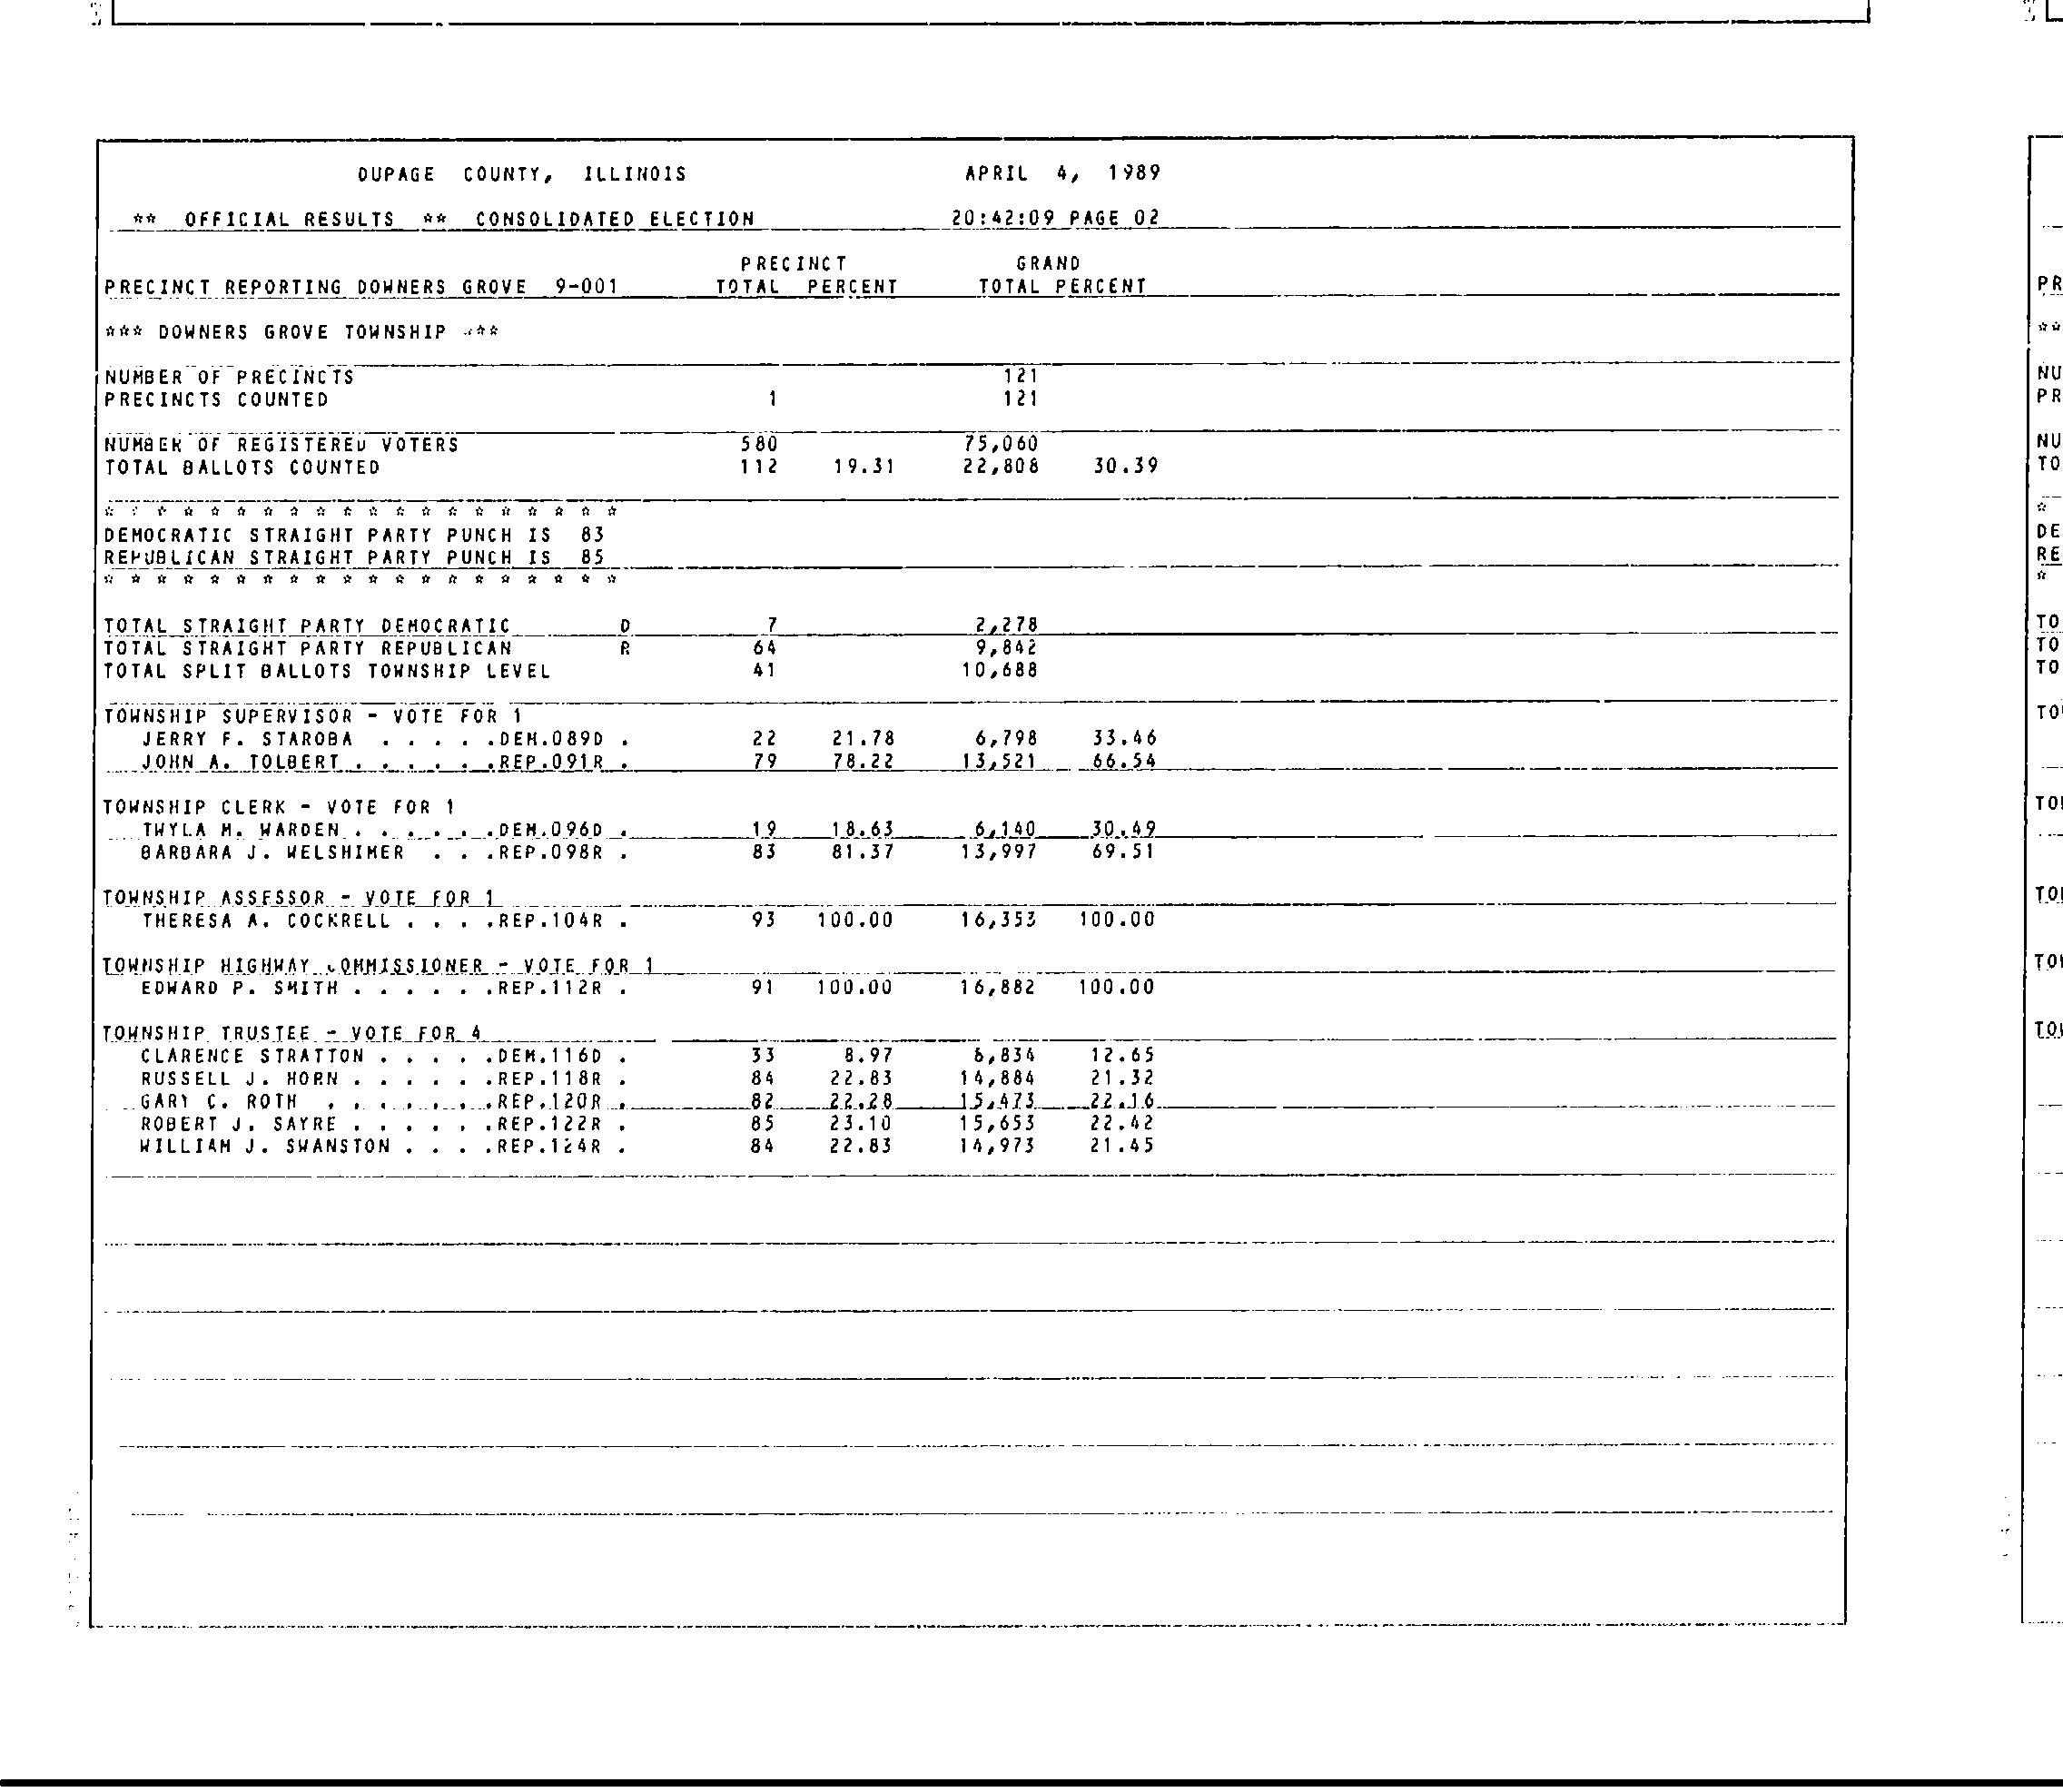 DUPAGE COUNTY, ILLINOIS APRIL 4, 1989
** OFFICIAL RESULTS ** CONSOLIDATED ELECTION 20:42:09 PAGE 02
PRECINCT GRAND
PRECINCT REPORTING DOWNERS GROVE 9-001 TOTAL PERCENT TOTAL PERCENT
*** DOWNERS GROVE TOWNSHIP ***
NUMBER OF PRECINCTS 121
PRECINCTS COUNTED 1 121
NUMBER OF REGISTERED VOTERS 580 75,060
TOTAL BALLOTS COUNTED 112 19.31 22,808 30.39
* * * * * * * * * * * * * * * * * * * *
DEMOCRATIC STRAIGHT PARTY PUNCH IS 83
REPUBLICAN STRAIGHT PARTY PUNCH IS 85
* * * * * * * * * * * * * * * * * * * *
TOTAL STRAIGHT PARTY DEMOCRATIC D 7 2,278
TOTAL STRAIGHT PARTY REPUBLICAN R 64 9,842
TOTAL SPLIT BALLOTS TOWNSHIP LEVEL 41 10,688
TOWNSHIP SUPERVISOR - VOTE FOR 1
JERRY F. STAROBA . . . . .DEM.089D . 22 21.78 6,798 33.46
JOHN A. TOLBERT . . . . . .REP.091R . 79 78.22 13,521 66.54
TOWNSHIP CLERK - VOTE FOR 1
TWYLA M. WARDEN . . . . . .DEM.096D . 19 18.63 6,140 30.49
BARBARA J. WELSHIMER . . .REP.098R . 83 81.37 13,997 69.51
TOWNSHIP ASSESSOR - VOTE FOR 1
THERESA A. COCKRELL . . . .REP.104R . 93 100.00 16,353 100.00
TOWNSHIP HIGHWAY COMMISSIONER - VOTE FOR 1
EDWARD P. SMITH . . . . . .REP.112R . 91 100.00 16,882 100.00
TOWNSHIP TRUSTEE - VOTE FOR 4
CLARENCE STRATTON . . . . .DEM.116D . 33 8.97 8,834 12.65
RUSSELL J. HORN . . . . . .REP.118R . 84 22.83 14,884 21.32
GARY C. ROTH . . . . . . .REP.120R . 82 22.28 15,473 22.16
ROBERT J. SAYRE . . . . . .REP.122R . 85 23.10 15,653 22.42
WILLIAM J. SWANSTON . . . .REP.124R . 84 22.83 14,973 21.45
PR
**
NU
PR
NU
TO
*
DE
RE
*
TO
TO
TO